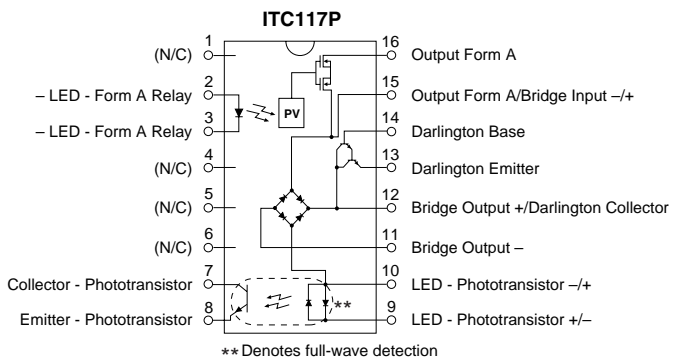 ITC117P
1
(N/C)
2
– LED - Form A Relay
3
– LED - Form A Relay
4
(N/C)
5
(N/C)
6
(N/C)
7
Collector - Phototransistor
8
Emitter - Phototransistor
PV
16
Output Form A
15
Output Form A/Bridge Input –/+
14
Darlington Base
13
Darlington Emitter
12
Bridge Output +/Darlington Collector
11
Bridge Output –
10
LED - Phototransistor –/+
9
LED - Phototransistor +/–
**
** Denotes full-wave detection